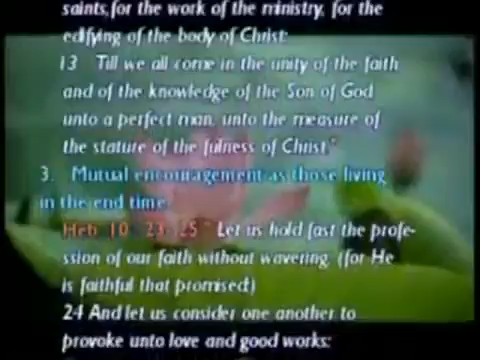 saints,for the work of the ministry, for the
edifying of the body of Christ:
13 Till we all come in the unity of the faith
and of the knowledge of the Son of God
unto a perfect man, unto the measure of
the stature of the fulness of Christ."
3. Mutual encouragement as those living
in the end time.
Heb 10: 23-25 " Let us hold fast the profe-
ssion of our faith without wavering, (for He
is faithful that promised;)
24 And let us consider one another to
provoke unto love and good works: